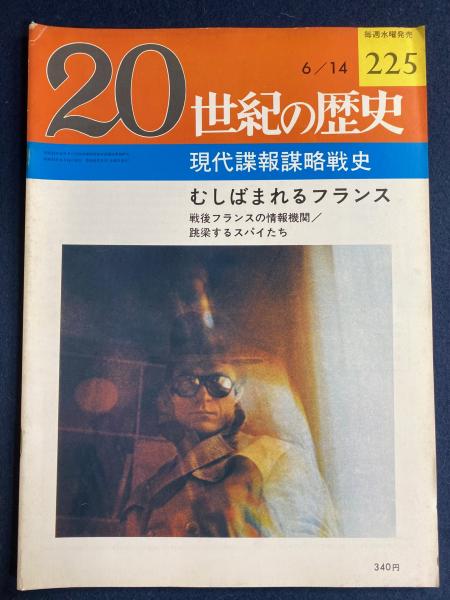 毎週水曜発売
6/14
225
20世紀の歴史
現代諜報謀略戦史
むしばまれるフランス
戦後フランスの情報機関/
跳梁するスパイたち
340円